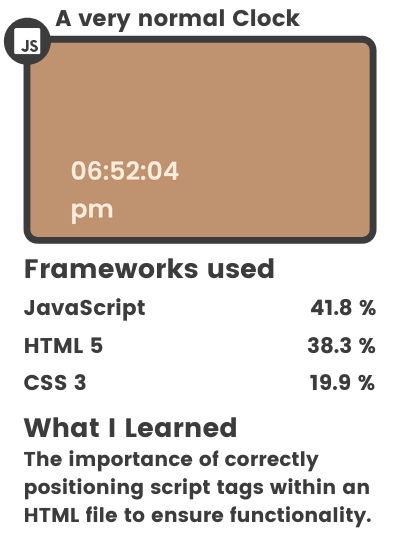 A very normal Clock
JS
06:52:04
pm
Frameworks used
JavaScript 41.8 %
HTML 5 38.3 %
CSS 3 19.9 %
What I Learned
The importance of correctly
positioning script tags within an
HTML file to ensure functionality.